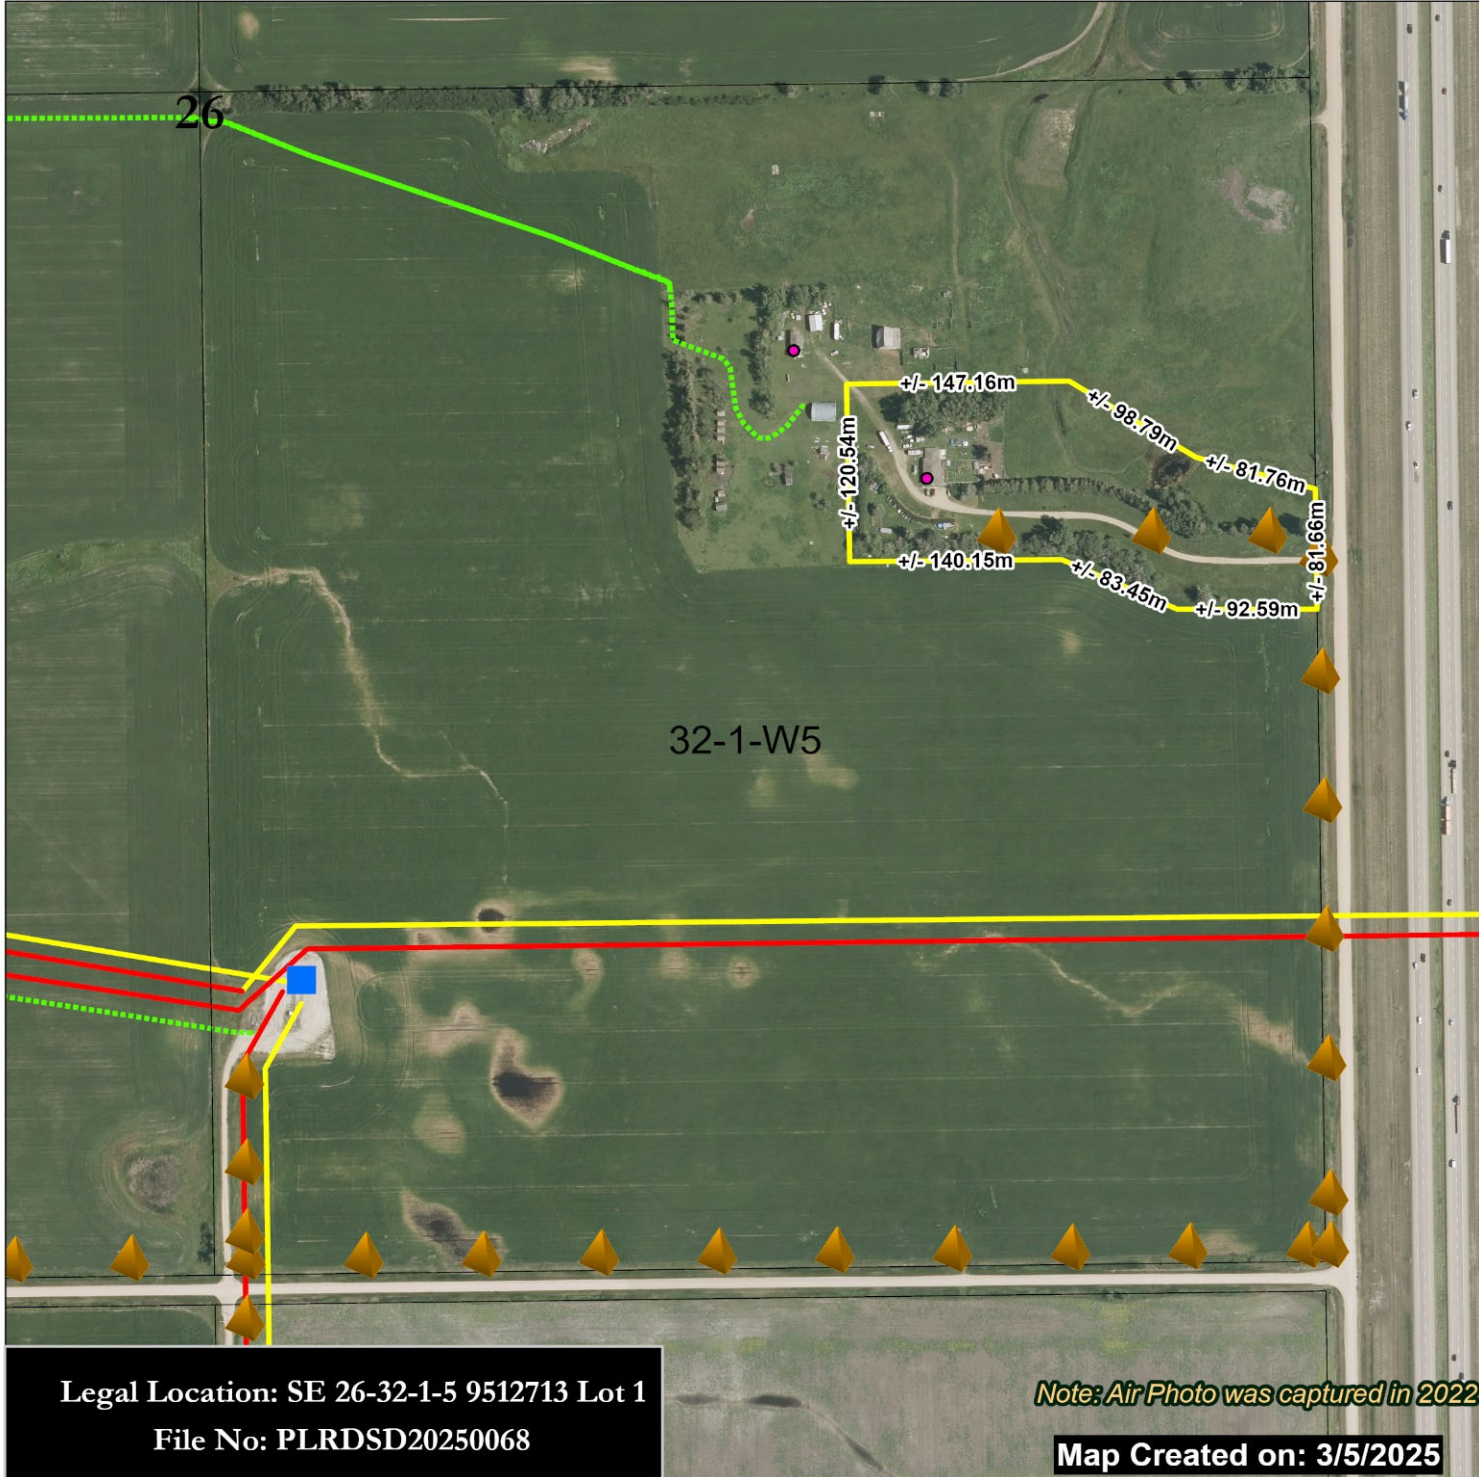 26
+/- 147.16m
+/- 98.79m
+/- 81.76m
+/- 120.54m
+/- 81.66m
+/- 140.15m
+/- 83.45m
+/- 92.59m
32-1-W5
Legal Location: SE 26-32-1-5 9512713 Lot 1
File No: PLRDSD20250068
Note: Air Photo was captured in 2022
Map Created on: 3/5/2025